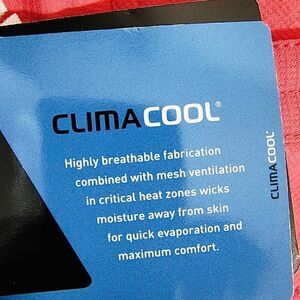 CLIMACOOL®
Highly breathable fabrication
combined with mesh ventilation
in critical heat zones wicks
moisture away from skin
for quick evaporation and
maximum comfort.
CLIMACOOL®